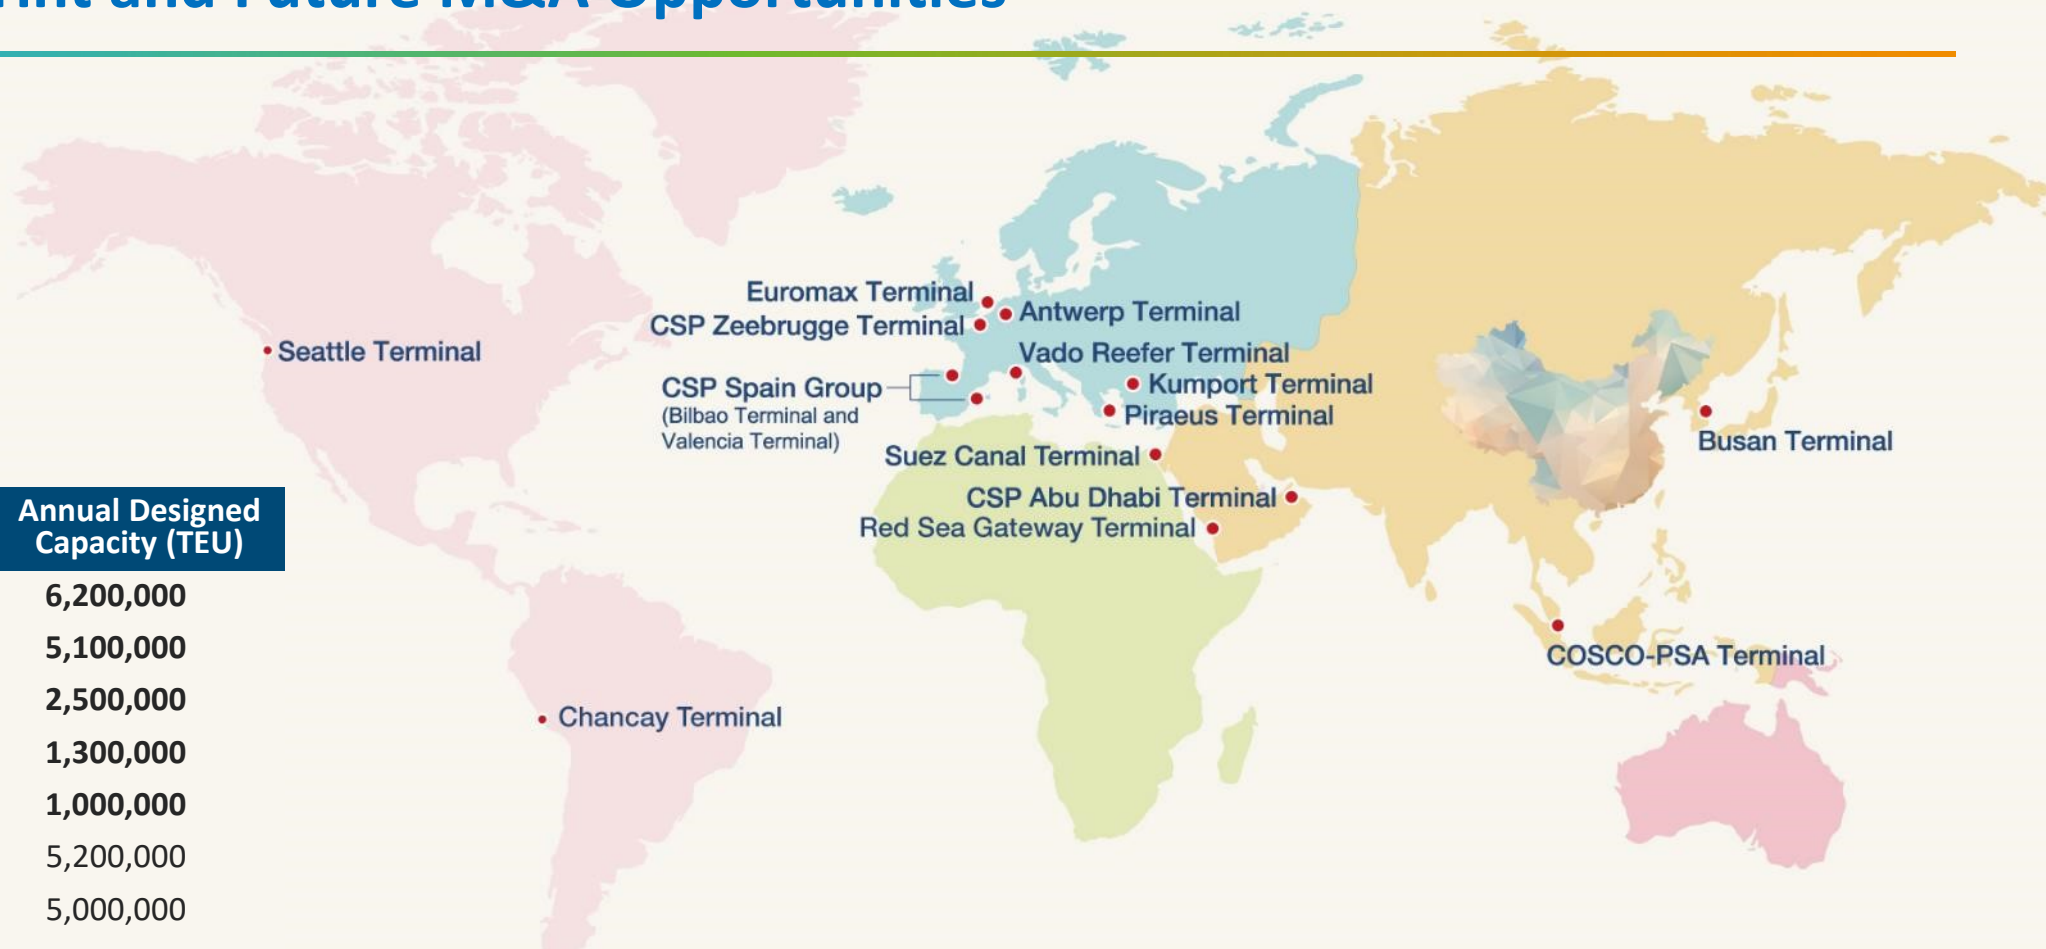 and Future M&A Opportunities
Euromax Terminal
Antwerp Terminal
CSP Zeebrugge Terminal
Seattle Terminal
Vado Reefer Terminal
CSP Spain Group
(Bilbao Terminal and
Valencia Terminal)
Kumport Terminal
Piraeus Terminal
Busan Terminal
Suez Canal Terminal
CSP Abu Dhabi Terminal
Red Sea Gateway Terminal
COSCO-PSA Terminal
Chancay Terminal
Annual Designed
Capacity (TEU)
6,200,000
5,100,000
2,500,000
1,300,000
1,000,000
5,200,000
5,000,000